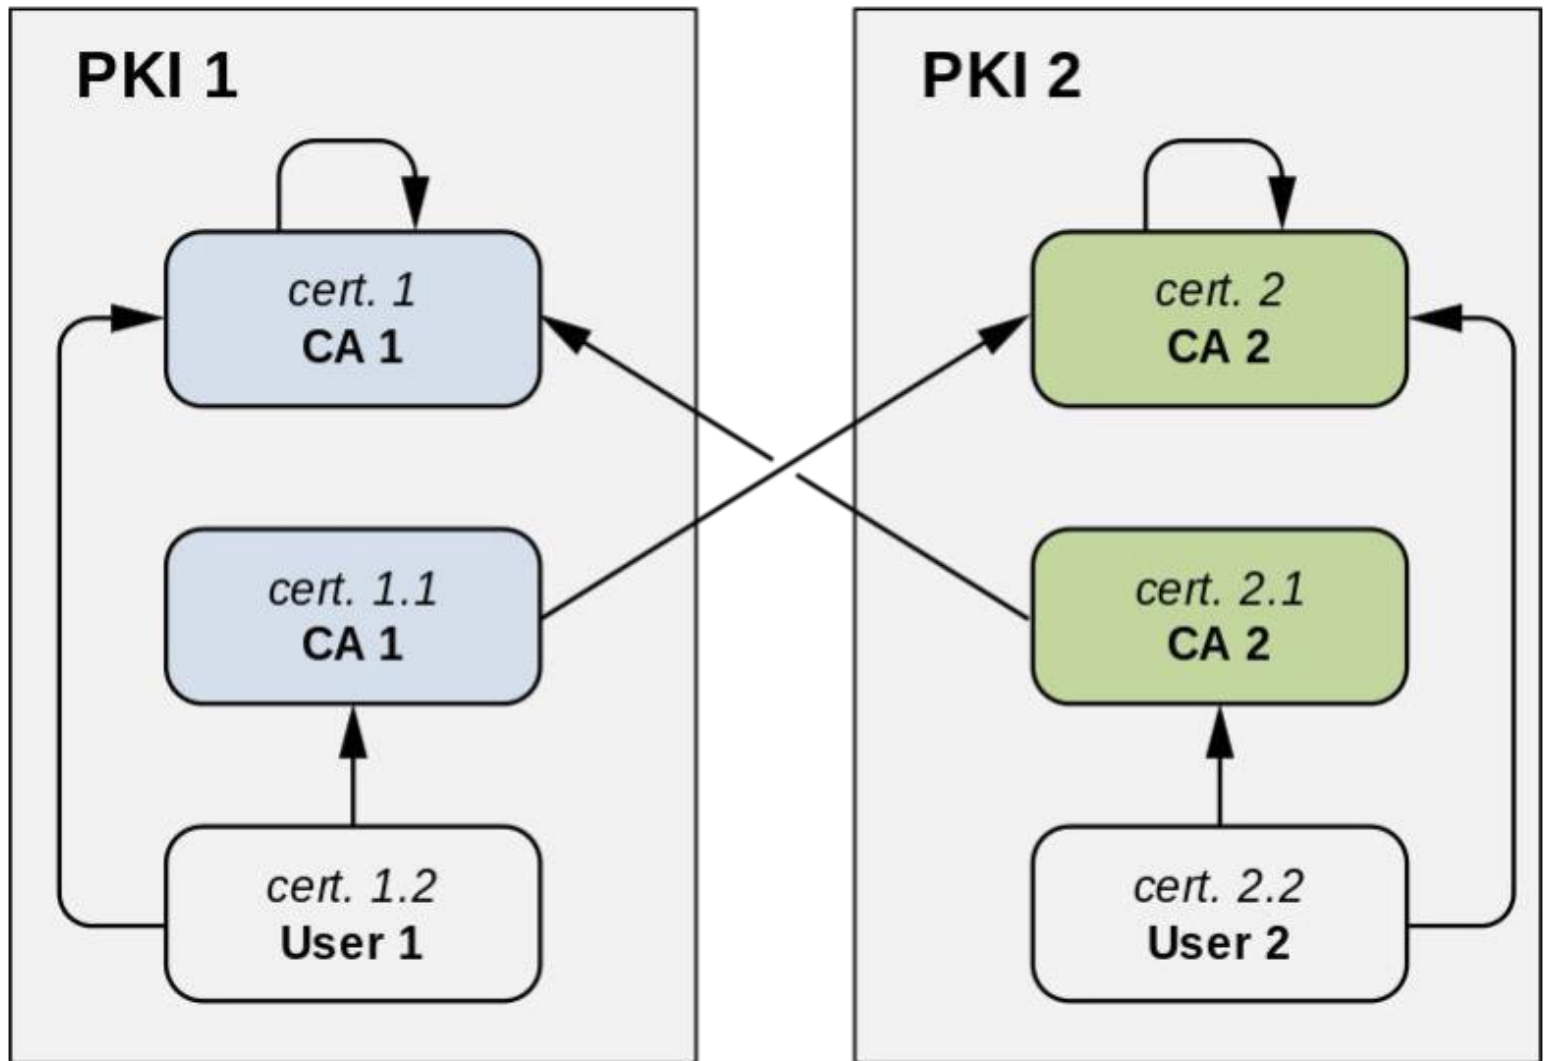 PKI 1
cert. 1
CA 1
cert. 1.1
CA 1
cert. 1.2
User 1
PKI 2
cert. 2
CA 2
cert. 2.1
CA 2
cert. 2.2
User 2